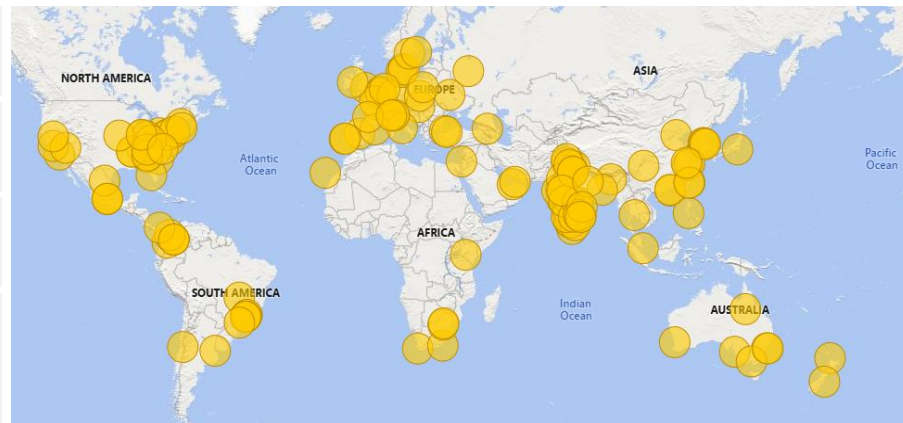 NORTH AMERICA
ASIA
EUROPE
Atlantic
Ocean
Pacific
Ocean
AFRICA
SOUTH AMERICA
Indian
Ocean
AUSTRALIA